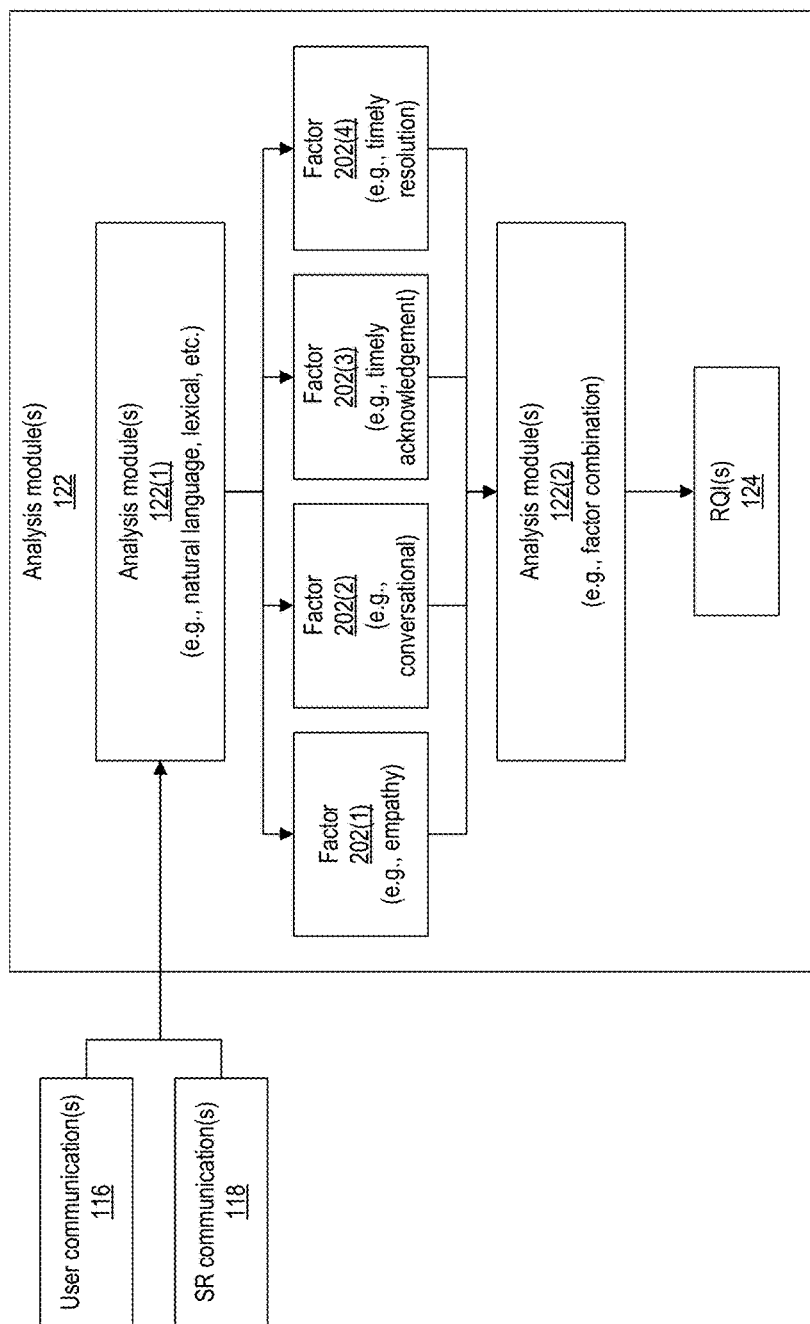 User communication(s)
116
SR communication(s)
118
Analysis module(s)
122
Analysis module(s)
122(1)
(e.g., natural language, lexical, etc.)
Factor
202(1)
(e.g., empathy)
Factor
202(2)
(e.g.,
conversational)
Factor
202(3)
(e.g., timely
acknowledgement)
Factor
202(4)
(e.g., timely
resolution)
Analysis module(s)
122(2)
(e.g., factor combination)
RQI(s)
124